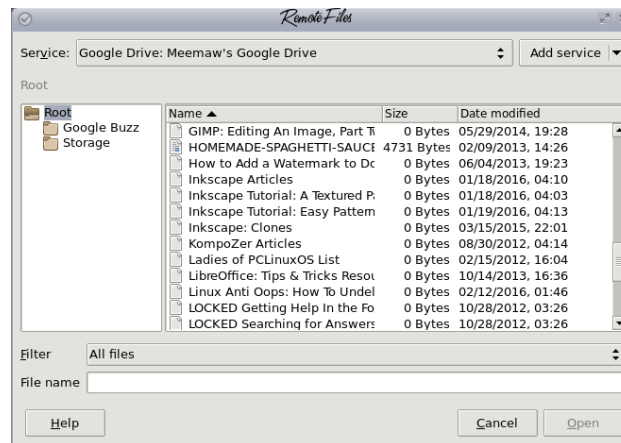 Remote Files
Service: Google Drive: Meemaw's Google Drive Add service
Root
Root
Google Buzz
Storage
Name Size Date modified
GIMP: Editing An Image, Part 0 Bytes 05/29/2014, 19:28
HOMEMADE-SPAGHETTI-SAUCE 4731 Bytes 02/09/2013, 14:26
How to Add a Watermark to 0 Bytes 06/04/2013, 19:23
Inkscape Articles 0 Bytes 01/18/2016, 04:10
Inkscape Tutorial: A Textured 0 Bytes 01/18/2016, 04:03
Inkscape Tutorial: Easy Pattern 0 Bytes 01/19/2016, 04:13
Inkscape: Clones 0 Bytes 03/15/2015, 22:01
KompoZer Articles 0 Bytes 08/30/2012, 04:14
Ladies of PCLinuxOS List 0 Bytes 02/15/2012, 16:04
LibreOffice: Tips & Tricks Resou 0 Bytes 10/14/2013, 16:36
Linux Anti Oops: How To Undel 0 Bytes 02/12/2016, 01:46
LOCKED Getting Help In the Fo 0 Bytes 10/28/2012, 03:26
LOCKED Searching for Answers 0 Bytes 10/28/2012, 03:26
Filter All files
File name
Help Cancel Open